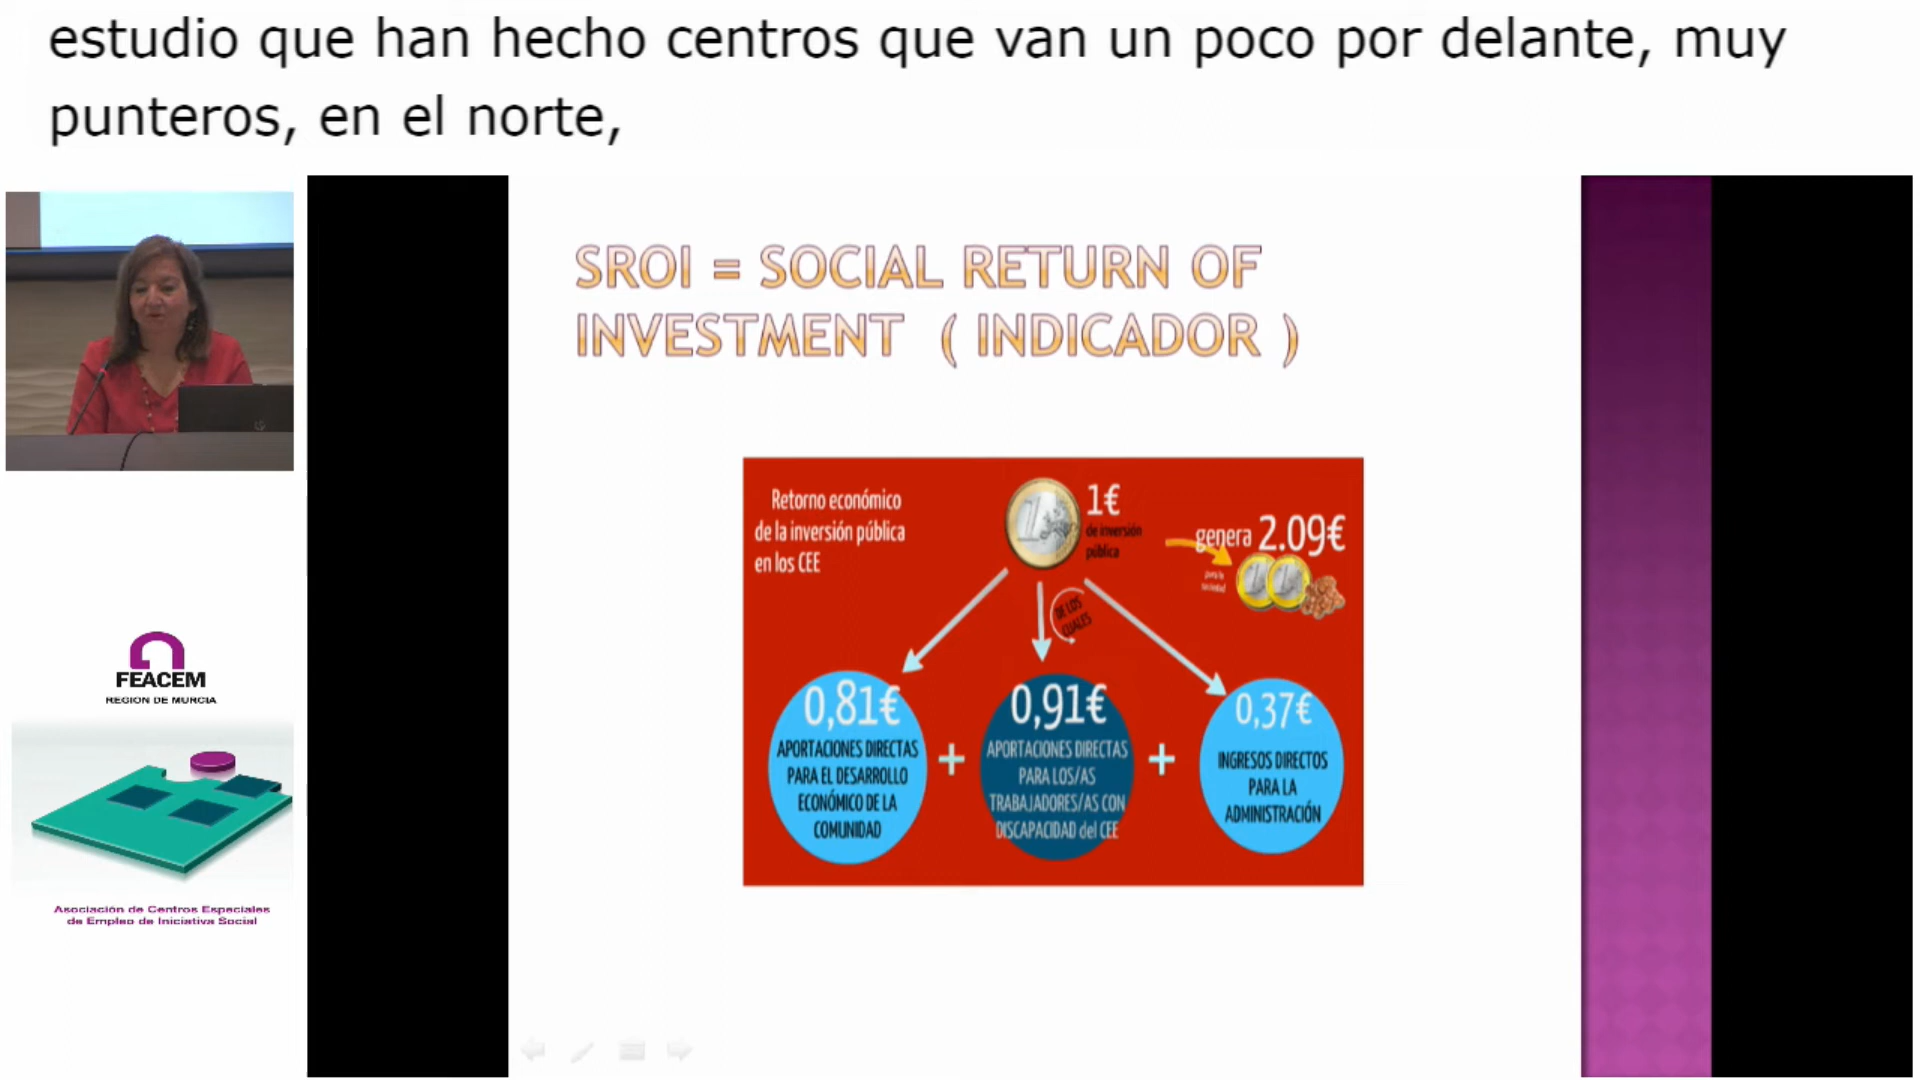 estudio que han hecho centros que van un poco por delante, muy
punteros, en el norte,
SROI = SOCIAL RETURN OF
INVESTMENT ( INDICADOR )
Retorno económico
de la inversión pública
en los CEE
1€
de inversión
pública
genera 2.09€
para la
sociedad
DE LOS
CUALES
0,81€
APORTACIONES DIRECTAS
PARA EL DESARROLLO
ECONÓMICO DE LA
COMUNIDAD
+
0,91€
APORTACIONES DIRECTAS
PARA LOS/AS
TRABAJADORES/AS CON
DISCAPACIDAD del CEE
+
0,37€
INGRESOS DIRECTOS
PARA LA
ADMINISTRACIÓN
FEACEM
REGION DE MURCIA
Asociación de Centros Especiales
de Empleo de Iniciativa Social